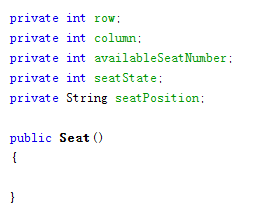 private int row;
private int column;
private int availableSeatNumber;
private int seatState;
private String seatPosition;
public Seat()
{
}